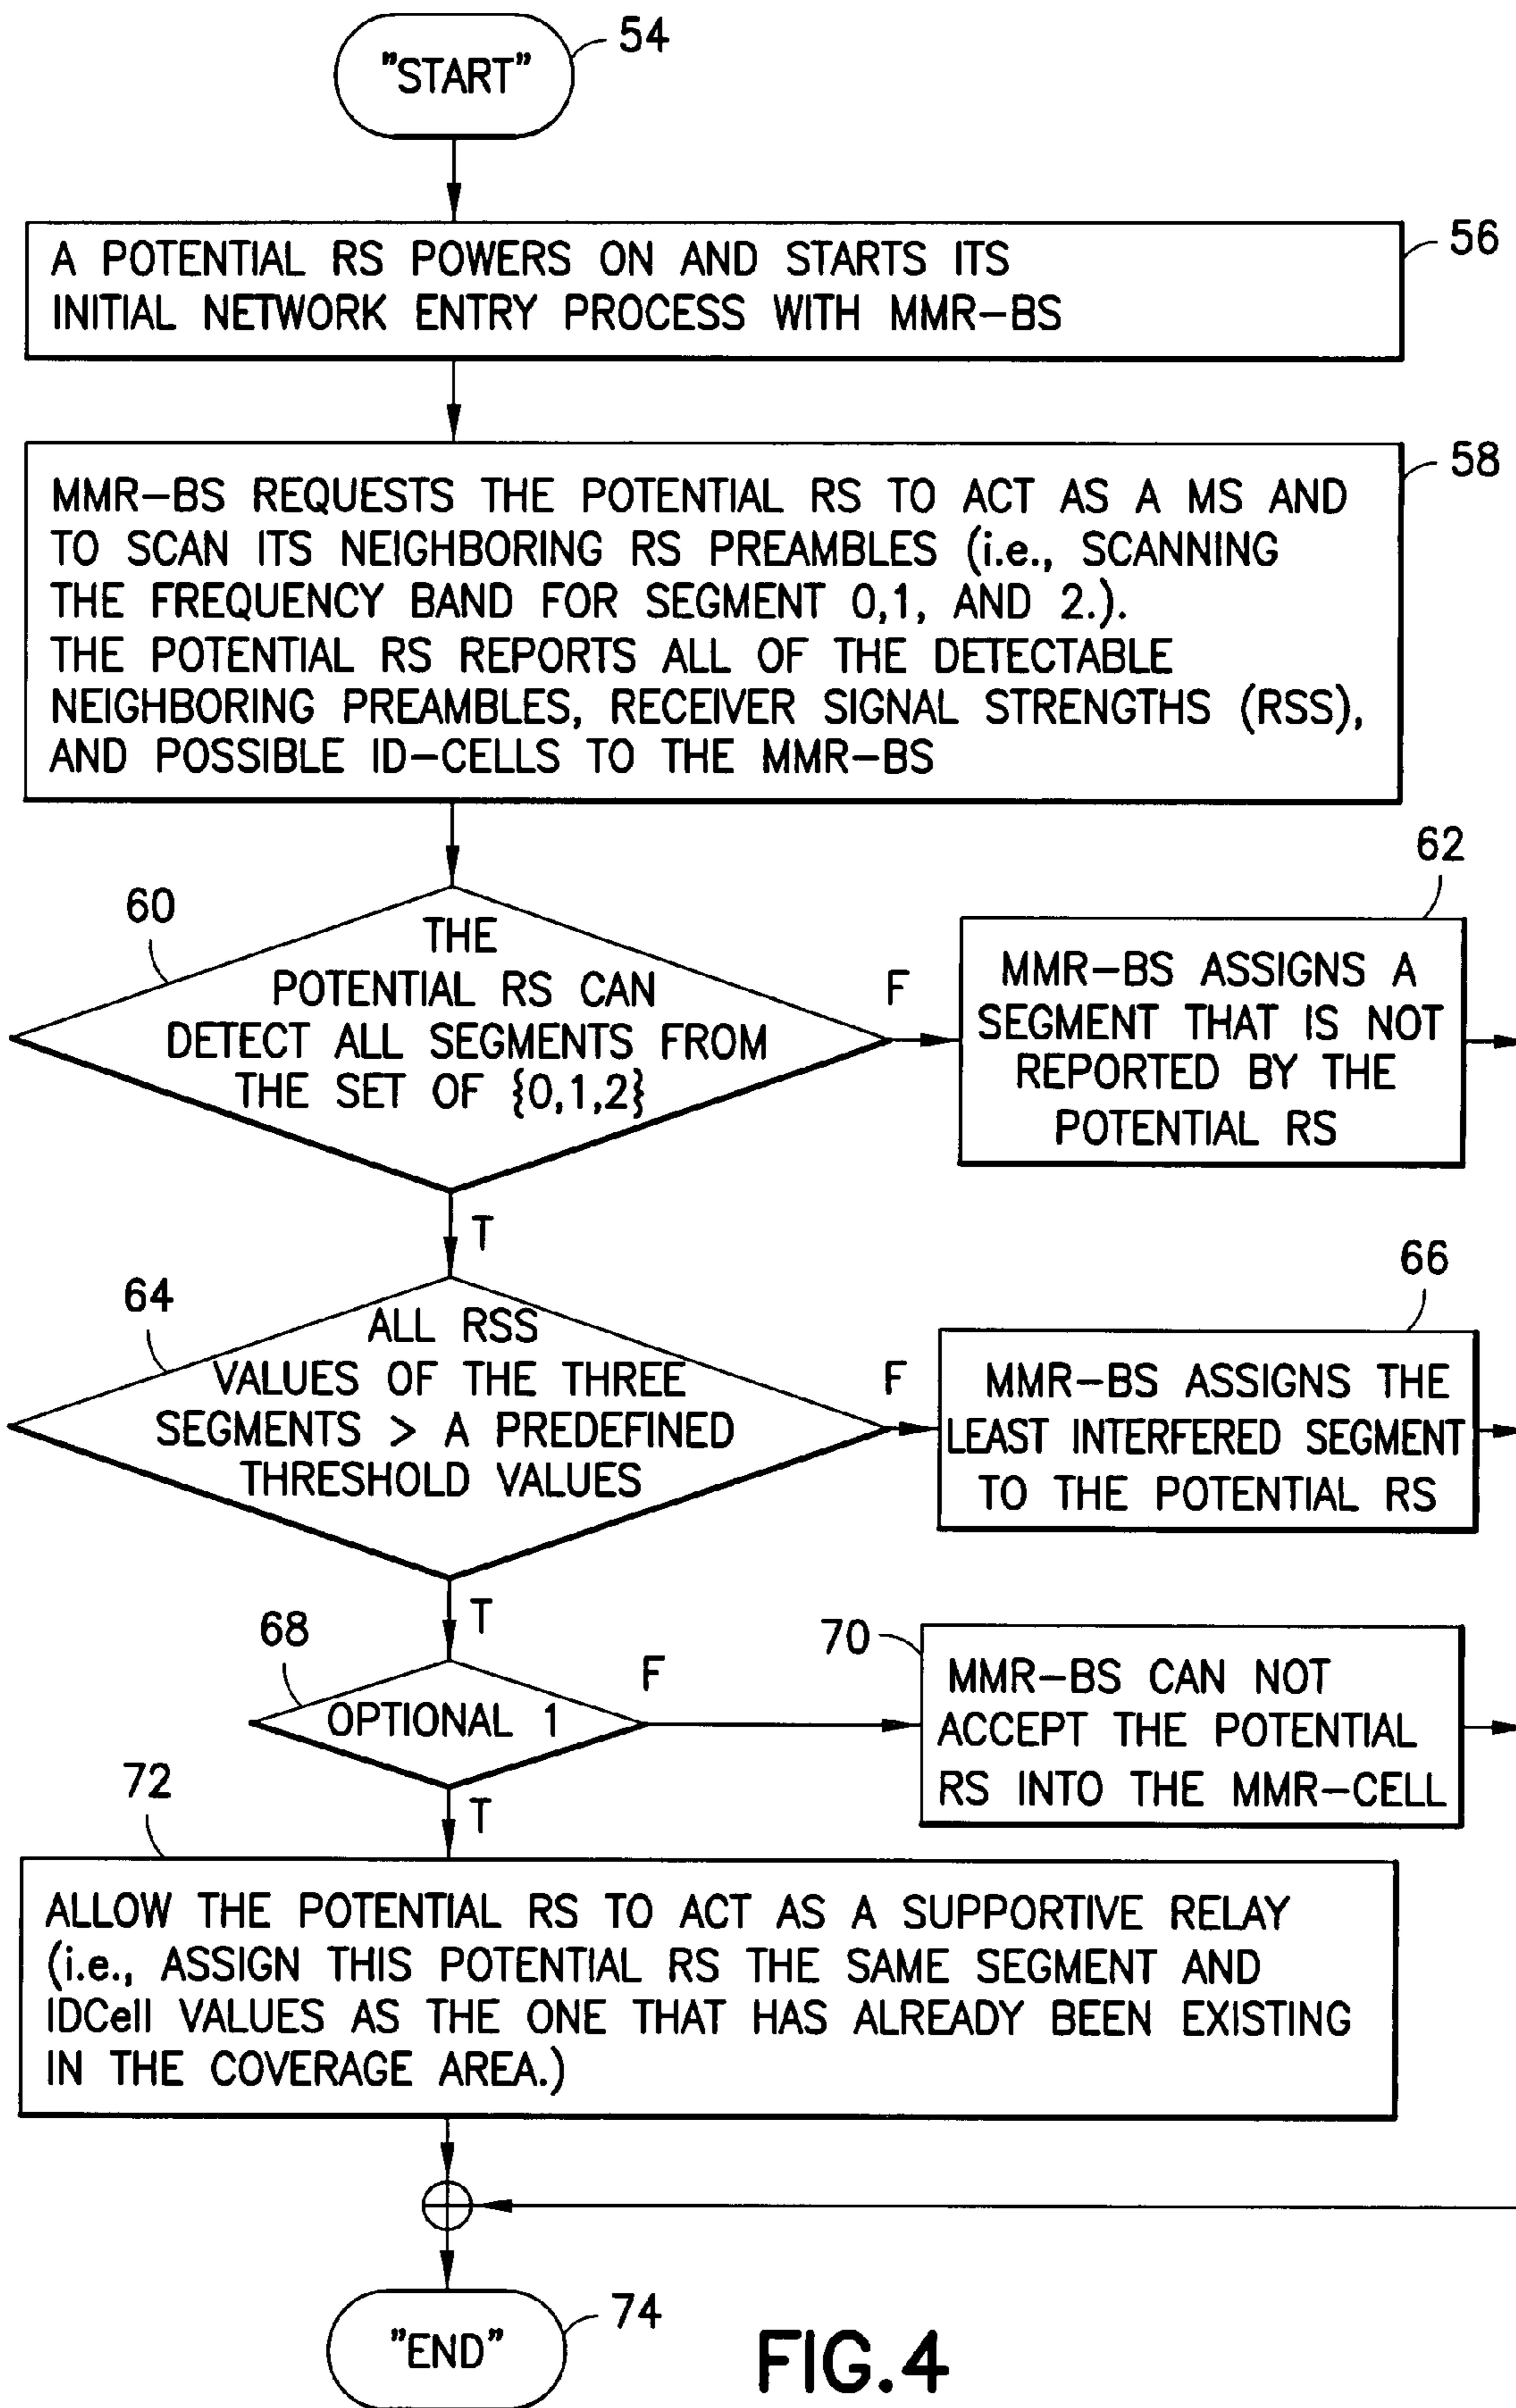 "START"
54
A POTENTIAL RS POWERS ON AND STARTS ITS
INITIAL NETWORK ENTRY PROCESS WITH MMR-BS
56
MMR-BS REQUESTS THE POTENTIAL RS TO ACT AS A MS AND
TO SCAN ITS NEIGHBORING RS PREAMBLES (i.e., SCANNING
THE FREQUENCY BAND FOR SEGMENT 0,1, AND 2.).
THE POTENTIAL RS REPORTS ALL OF THE DETECTABLE
NEIGHBORING PREAMBLES, RECEIVER SIGNAL STRENGTHS (RSS),
AND POSSIBLE ID-CELLS TO THE MMR-BS
58
60
THE
POTENTIAL RS CAN
DETECT ALL SEGMENTS FROM
THE SET OF {0,1,2}
F
T
62
MMR-BS ASSIGNS A
SEGMENT THAT IS NOT
REPORTED BY THE
POTENTIAL RS
64
ALL RSS
VALUES OF THE THREE
SEGMENTS > A PREDEFINED
THRESHOLD VALUES
F
T
66
MMR-BS ASSIGNS THE
LEAST INTERFERED SEGMENT
TO THE POTENTIAL RS
68
OPTIONAL 1
F
T
70
MMR-BS CAN NOT
ACCEPT THE POTENTIAL
RS INTO THE MMR-CELL
72
ALLOW THE POTENTIAL RS TO ACT AS A SUPPORTIVE RELAY
(i.e., ASSIGN THIS POTENTIAL RS THE SAME SEGMENT AND
IDCell VALUES AS THE ONE THAT HAS ALREADY BEEN EXISTING
IN THE COVERAGE AREA.)
"END"
74
FIG.4